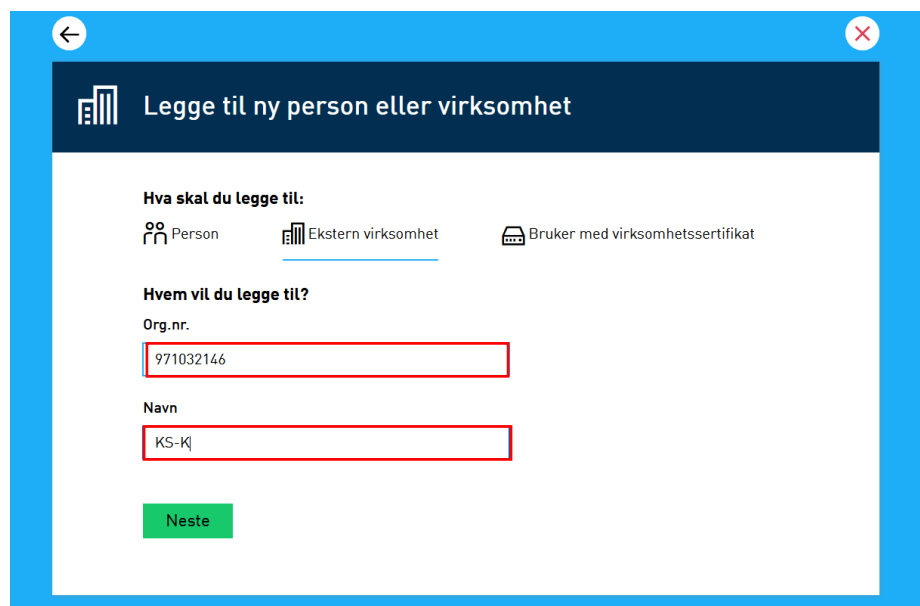 Legge til ny person eller virksomhet
Hva skal du legge til:
Person Ekstern virksomhet Bruker med virksomhetssertifikat
Hvem vil du legge til?
Org.nr.
971032146
Navn
KS-K
Neste